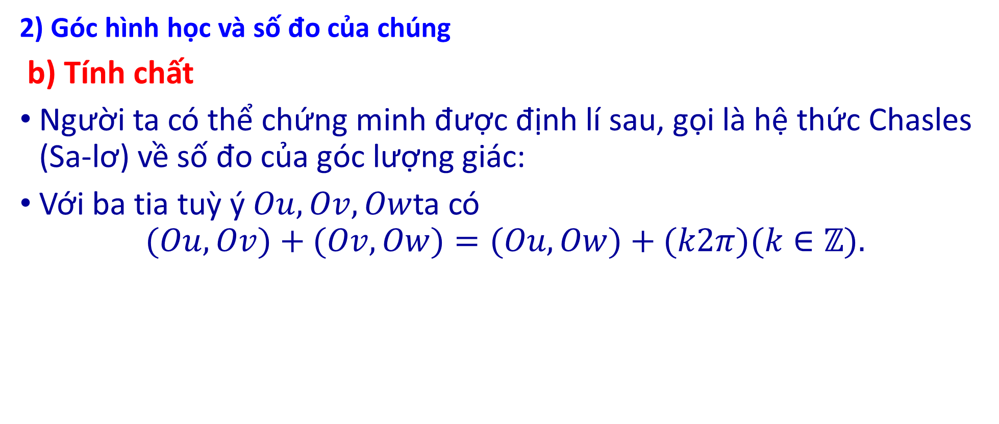 2) Góc hình học và số đo của chúng
b) Tính chất
• Người ta có thể chứng minh được định lí sau, gọi là hệ thức Chasles
(Sa-lơ) về số đo của góc lượng giác:
• Với ba tia tuỳ ý 𝑂𝑢, 𝑂𝑣, 𝑂𝑤ta có
(𝑂𝑢, 𝑂𝑣) + (𝑂𝑣, 𝑂𝑤) = (𝑂𝑢, 𝑂𝑤) + (𝑘2𝜋)(𝑘 ∈ ℤ).